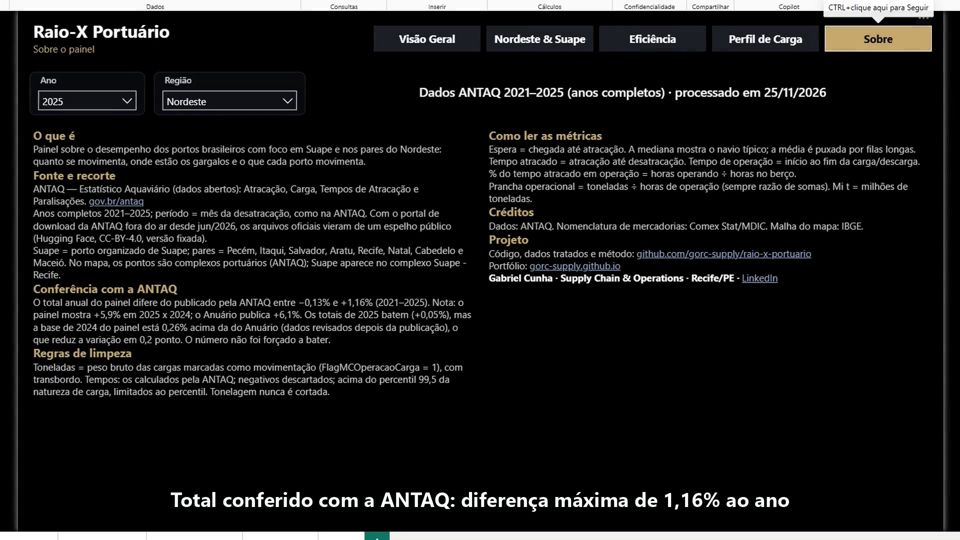 Dados
Consultas
Inserir
Cálculos
Confidencialidade
Compartilhar
Copilot
CTRL+clique aqui para Seguir
Raio-X Portuário
Sobre o painel
Visão Geral
Nordeste & Suape
Eficiência
Perfil de Carga
Sobre
Ano
2025
Região
Nordeste
Dados ANTAQ 2021–2025 (anos completos) · processado em 25/11/2026
O que é
Painel sobre o desempenho dos portos brasileiros com foco em Suape e nos pares do Nordeste:
quanto se movimenta, onde estão os gargalos e o que cada porto movimenta.
Fonte e recorte
ANTAQ — Estatístico Aquaviário (dados abertos): Atracação, Carga, Tempos de Atracação e
Paralisações. gov.br/antaq
Anos completos 2021–2025; período = mês da desatracação, como na ANTAQ. Com o portal de
download da ANTAQ fora do ar desde jun/2026, os arquivos oficiais vieram de um espelho público
(Hugging Face, CC-BY-4.0, versão fixada).
Suape = porto organizado de Suape; pares = Pecém, Itaqui, Salvador, Aratu, Recife, Natal, Cabedelo e
Maceió. No mapa, os pontos são complexos portuários (ANTAQ); Suape aparece no complexo Suape -
Recife.
Conferência com a ANTAQ
O total anual do painel difere do publicado pela ANTAQ entre −0,13% e +1,16% (2021–2025). Nota: o
painel mostra +5,9% em 2025 x 2024; o Anuário publica +6,1%. Os totais de 2025 batem (+0,05%), mas
a base de 2024 do painel está 0,26% acima da do Anuário (dados revisados depois da publicação), o
que reduz a variação em 0,2 ponto. O número não foi forçado a bater.
Regras de limpeza
Toneladas = peso bruto das cargas marcadas como movimentação (FlagMCOperacaoCarga = 1), com
transbordo. Tempos: os calculados pela ANTAQ; negativos descartados; acima do percentil 99,5 da
natureza de carga, limitados ao percentil. Tonelagem nunca é cortada.
Como ler as métricas
Espera = chegada até atracação. A mediana mostra o navio típico; a média é puxada por filas longas.
Tempo atracado = atracação até desatracação. Tempo de operação = início ao fim da carga/descarga.
% do tempo atracado em operação = horas operando ÷ horas no berço.
Prancha operacional = toneladas ÷ horas de operação (sempre razão de somas). Mi t = milhões de
toneladas.
Créditos
Dados: ANTAQ. Nomenclatura de mercadorias: Comex Stat/MDIC. Malha do mapa: IBGE.
Projeto
Código, dados tratados e método: github.com/gorc-supply/raio-x-portuario
Portfólio: gorc-supply.github.io
Gabriel Cunha · Supply Chain & Operations · Recife/PE · LinkedIn
Total conferido com a ANTAQ: diferença máxima de 1,16% ao ano